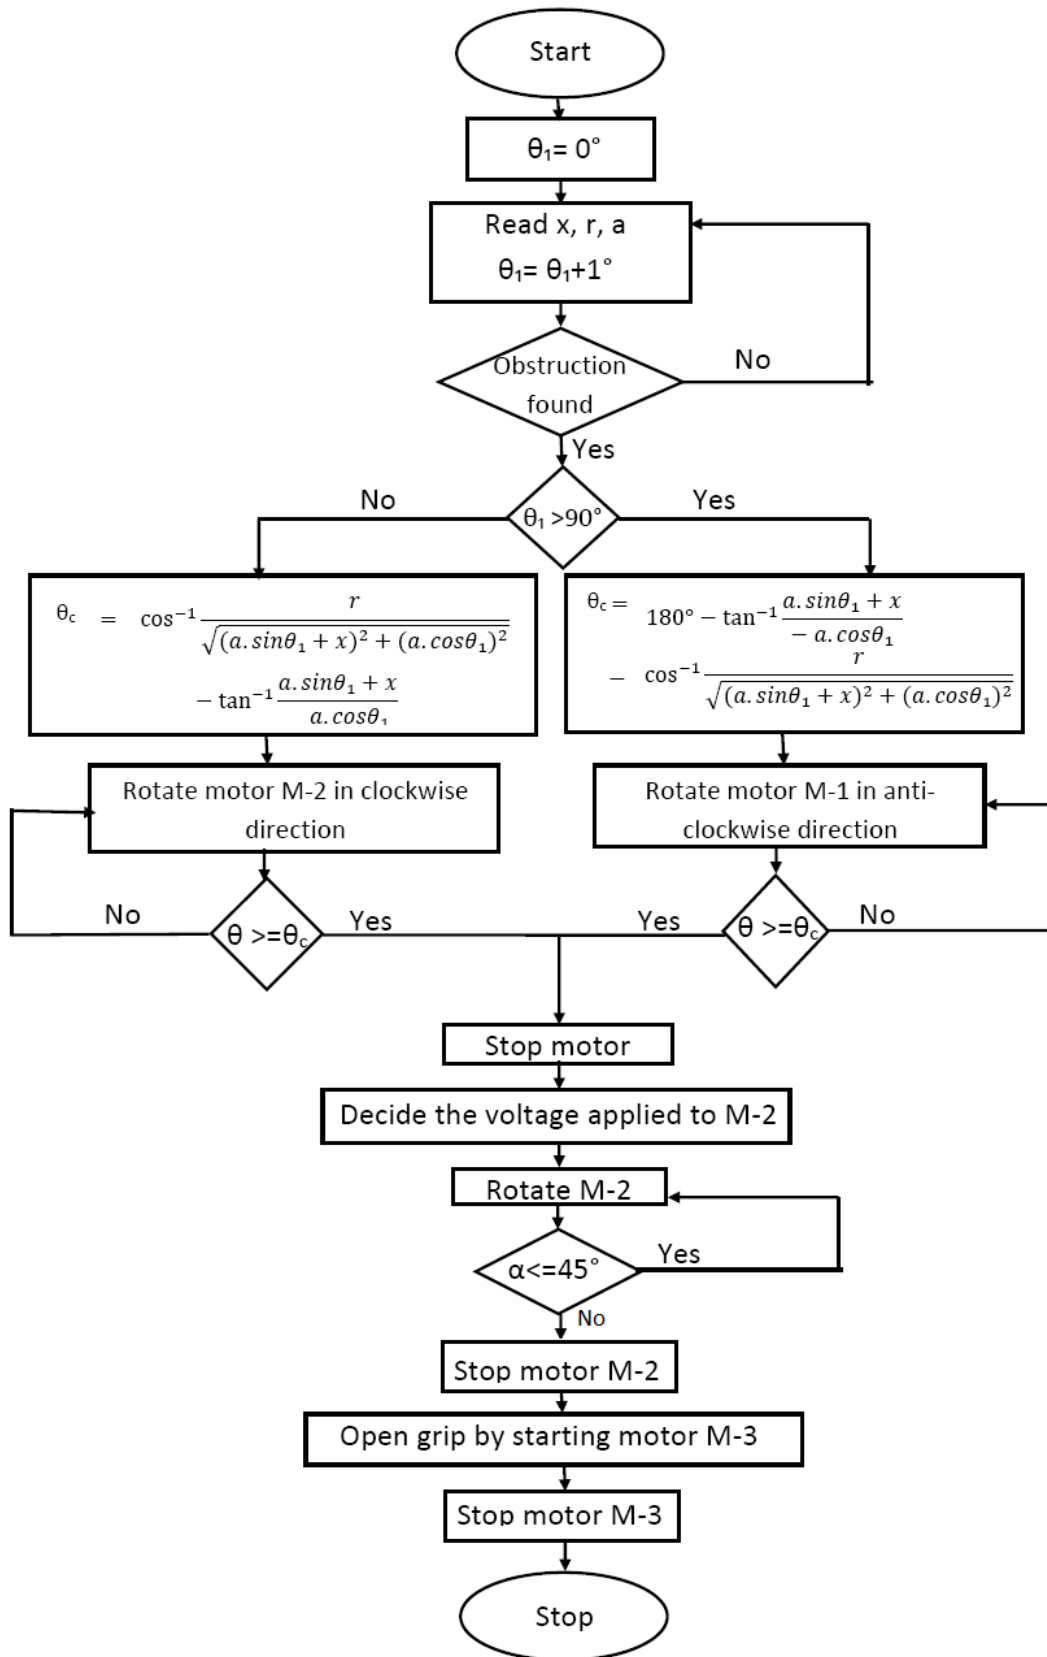 Start
θ₁= 0°
Read x, r, a
θ₁= θ₁+1°
Obstruction
found
No
Yes
θ₁ >90°
No
Yes
θc = cos⁻¹ r / √((a.sinθ₁ + x)² + (a.cosθ₁)²)
− tan⁻¹ (a.sinθ₁ + x) / (a.cosθ₁)
θc = 180° − tan⁻¹ (a.sinθ₁ + x) / (− a.cosθ₁)
− cos⁻¹ r / √((a.sinθ₁ + x)² + (a.cosθ₁)²)
Rotate motor M-2 in clockwise
direction
Rotate motor M-1 in anti-
clockwise direction
No
θ >=θc
Yes
Yes
θ >=θc
No
Stop motor
Decide the voltage applied to M-2
Rotate M-2
α<=45°
Yes
No
Stop motor M-2
Open grip by starting motor M-3
Stop motor M-3
Stop